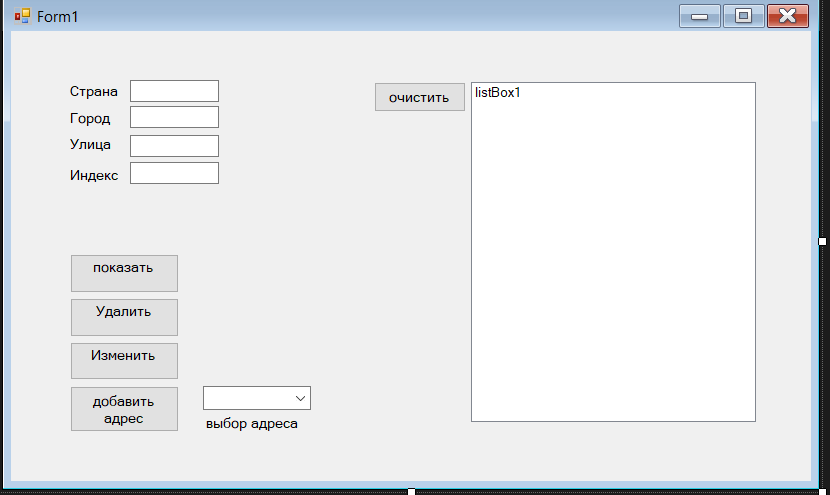 Form1
Страна
Город
Улица
Индекс
очистить
listBox1
показать
Удалить
Изменить
добавить
адрес
выбор адреса